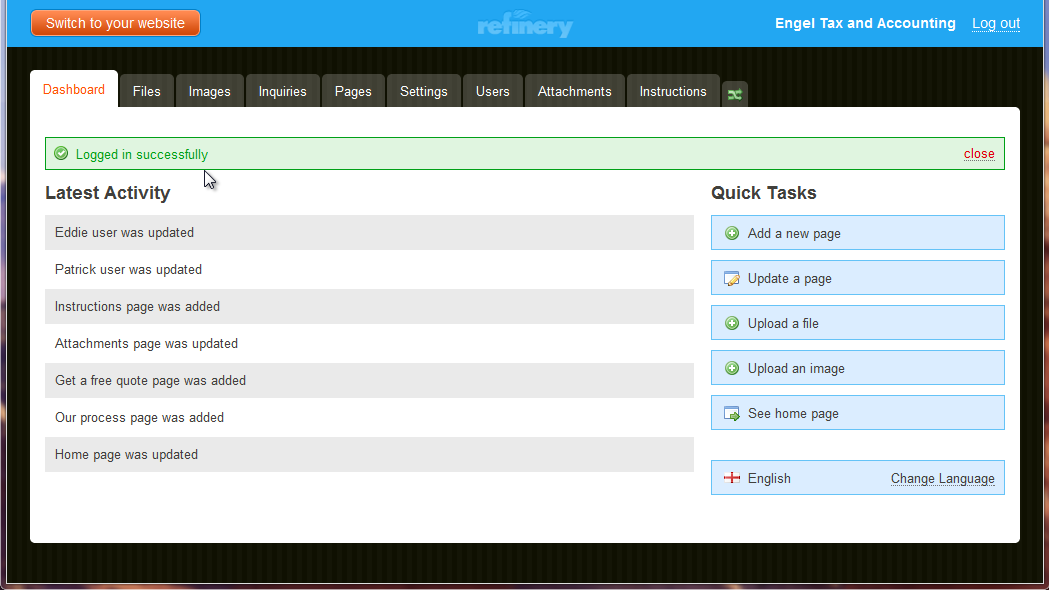 Switch to your website
refinery
Engel Tax and Accounting Log out
Dashboard Files Images Inquiries Pages Settings Users Attachments Instructions
Logged in successfully close
Latest Activity
Eddie user was updated
Patrick user was updated
Instructions page was added
Attachments page was updated
Get a free quote page was added
Our process page was added
Home page was updated
Quick Tasks
Add a new page
Update a page
Upload a file
Upload an image
See home page
English Change Language